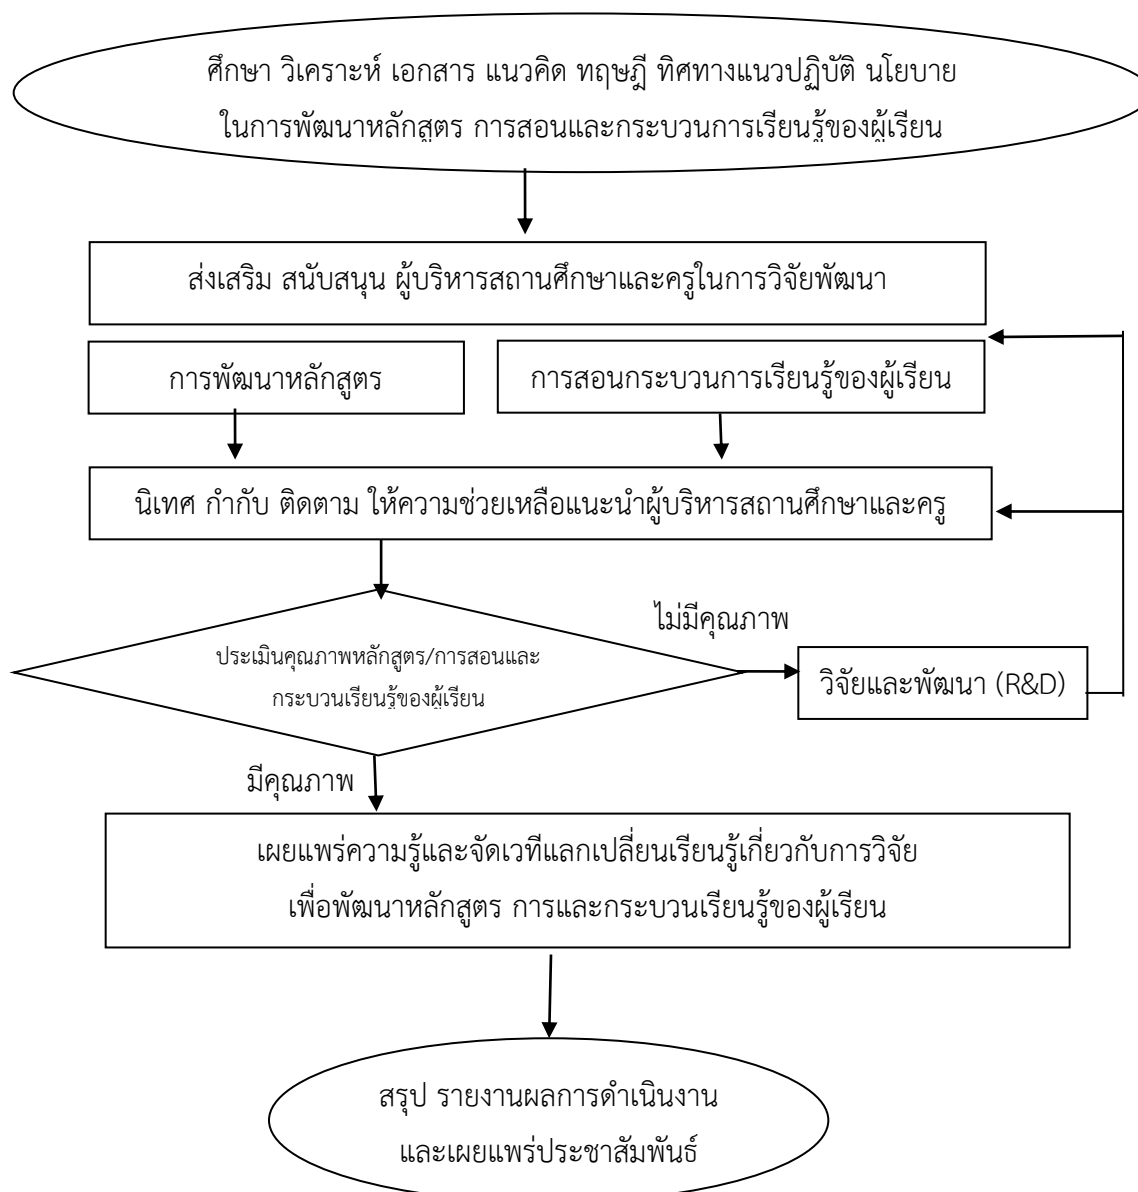 ศึกษา วิเคราะห์ เอกสาร แนวคิด ทฤษฎี ทิศทางแนวปฏิบัติ นโยบาย
ในการพัฒนาหลักสูตร การสอนและกระบวนการเรียนรู้ของผู้เรียน
ส่งเสริม สนับสนุน ผู้บริหารสถานศึกษาและครูในการวิจัยพัฒนา
การพัฒนาหลักสูตร
การสอนกระบวนการเรียนรู้ของผู้เรียน
นิเทศ กำกับ ติดตาม ให้ความช่วยเหลือแนะนำผู้บริหารสถานศึกษาและครู
ไม่มีคุณภาพ
ประเมินคุณภาพหลักสูตร/การสอนและ
กระบวนเรียนรู้ของผู้เรียน
วิจัยและพัฒนา (R&D)
มีคุณภาพ
เผยแพร่ความรู้และจัดเวทีแลกเปลี่ยนเรียนรู้เกี่ยวกับการวิจัย
เพื่อพัฒนาหลักสูตร การและกระบวนเรียนรู้ของผู้เรียน
สรุป รายงานผลการดำเนินงาน
และเผยแพร่ประชาสัมพันธ์